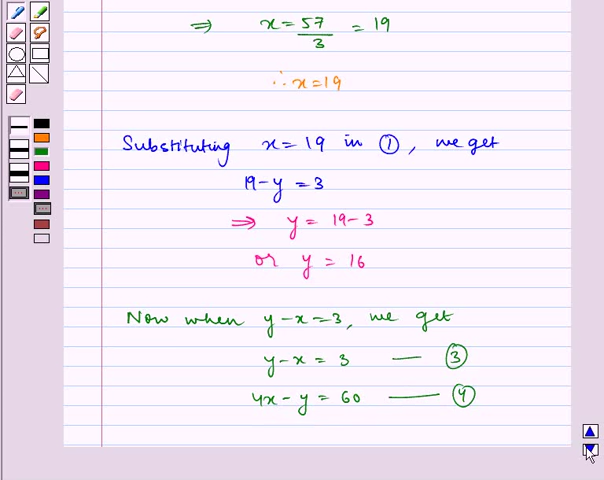 ⇒ x = 57/3 = 19
∴ x = 19
Substituting x = 19 in ①, we get
19 - y = 3
⇒ y = 19 - 3
or y = 16
Now when y - x = 3, we get
y - x = 3 — ③
4x - y = 60 — ④